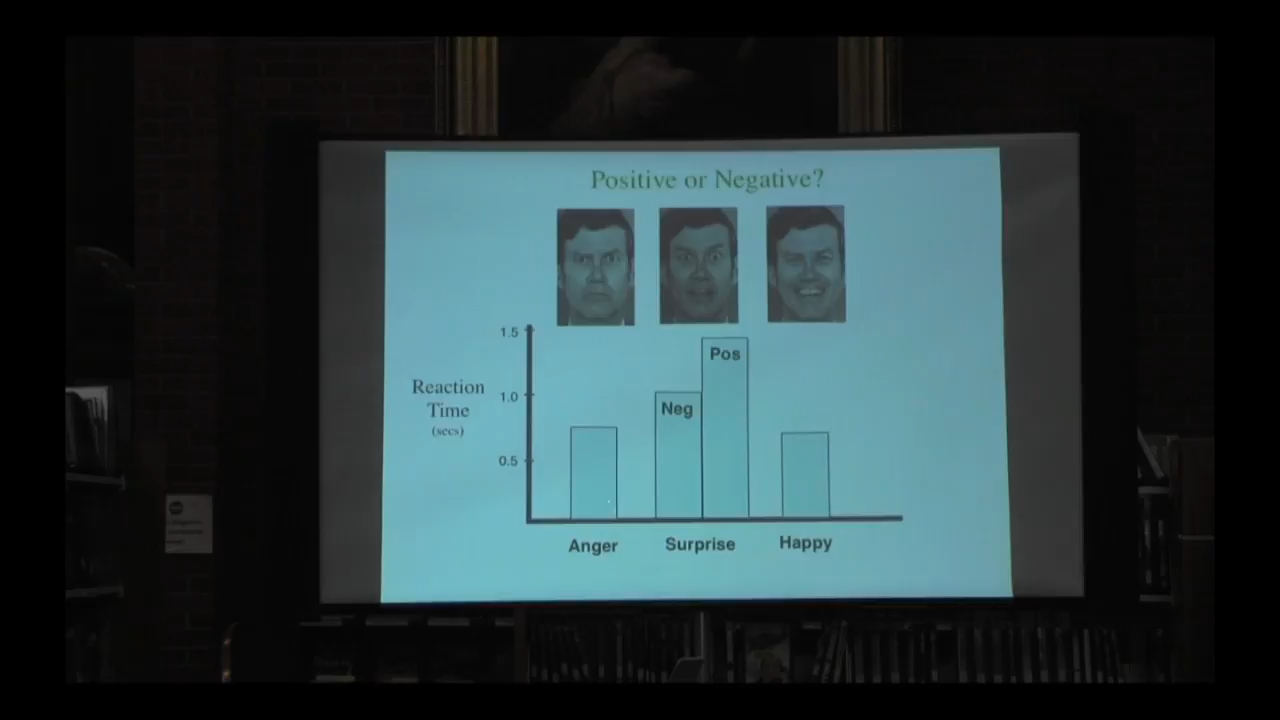 Positive or Negative?
1.5
1.0
0.5
Reaction
Time
(secs)
Neg
Pos
Anger
Surprise
Happy